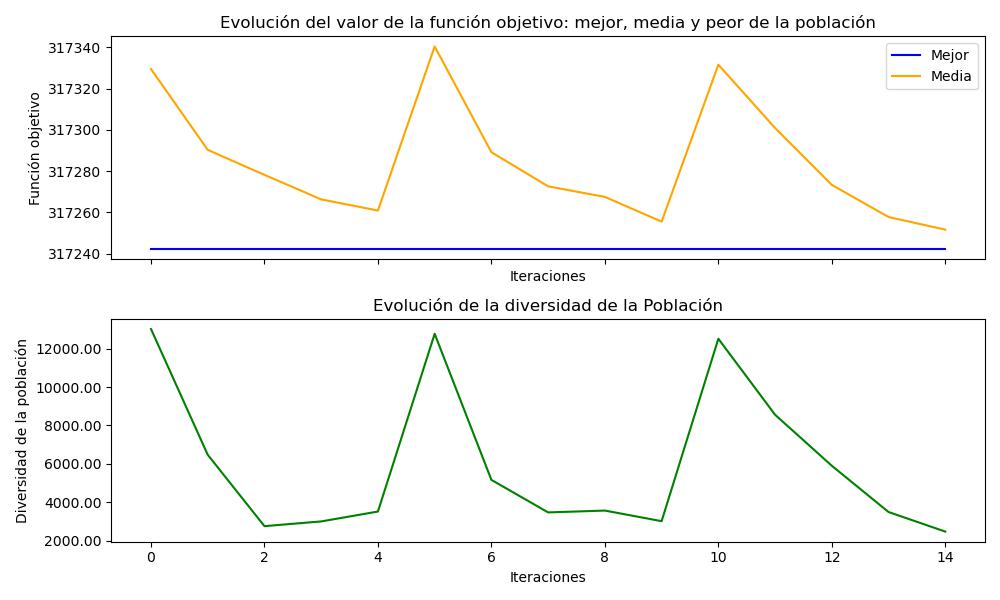 Evolución del valor de la función objetivo: mejor, media y peor de la población
317340
317320
317300
317280
317260
317240
Función objetivo
Mejor
Media
Iteraciones
Evolución de la diversidad de la Población
12000.00
10000.00
8000.00
6000.00
4000.00
2000.00
Diversidad de la población
0 2 4 6 8 10 12 14
Iteraciones